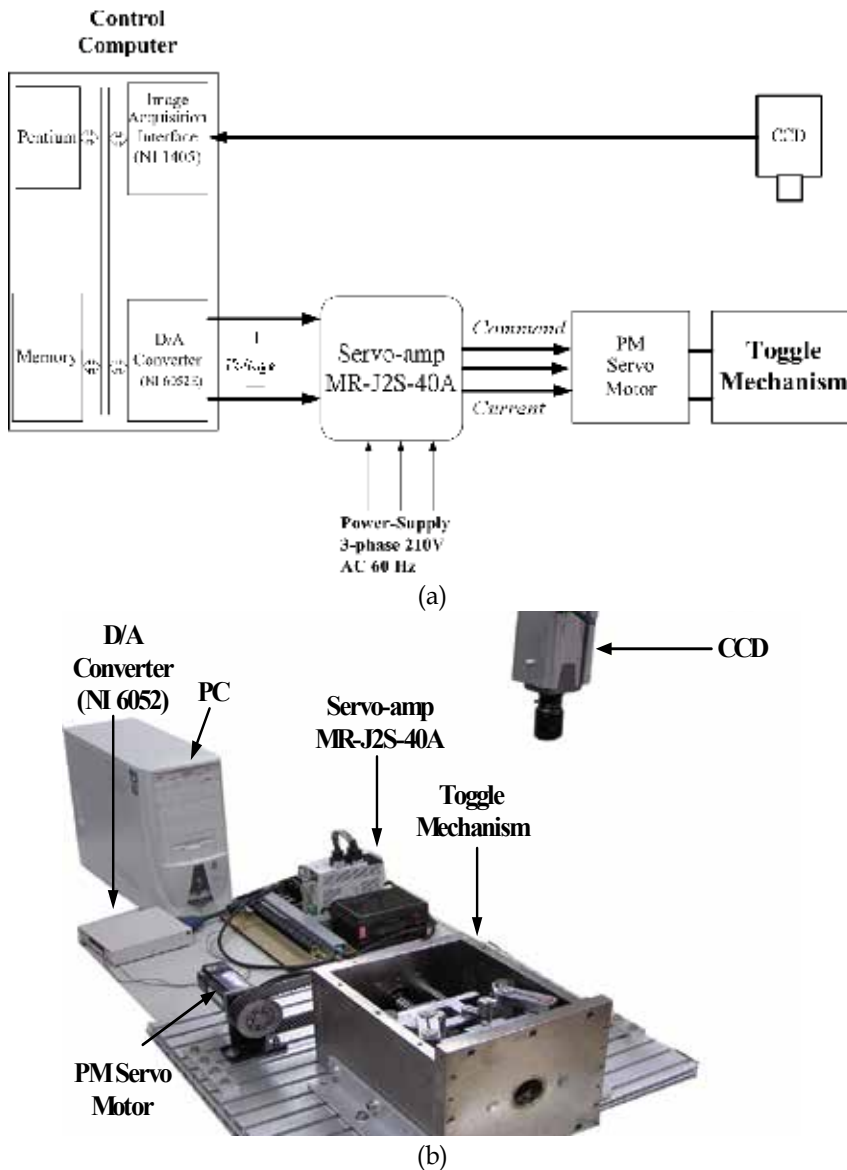 Control
Computer
Image
Acquisition
Interface
(NI 1405)
Pentium
CCD
Memory
D/A
Converter
(NI 6052E)
Voltage
Servo-amp
MR-J2S-40A
Command
Current
PM
Servo
Motor
Toggle
Mechanism
Power-Supply
3-phase 210V
AC 60 Hz
(a)
D/A
Converter
(NI 6052)
PC
Servo-amp
MR-J2S-40A
CCD
Toggle
Mechanism
PM Servo
Motor
(b)